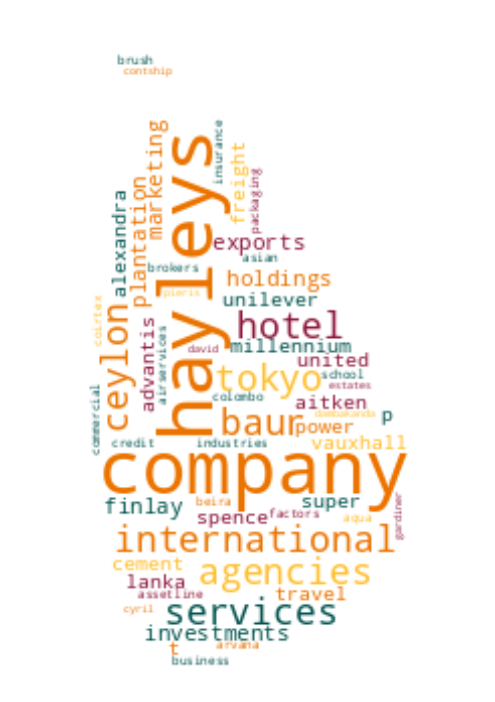 brush
contship
marketing
hayleys
insurance
freight
packaging
plantation
alexandra
exports
asian
brokers
holdings
pieris
unilever
coirtex
ceylon
advantis
airservices
hotel
david
millennium
united
tokyo
school
estates
commercial
colombo
aitken
baur
power
dambakanda
p
credit
industries
vauxhall
company
finlay
beira
super
spence
factors
aqua
gardiner
international
cement
agencies
lanka
assetline
travel
cyril
services
investments
t
arvana
business